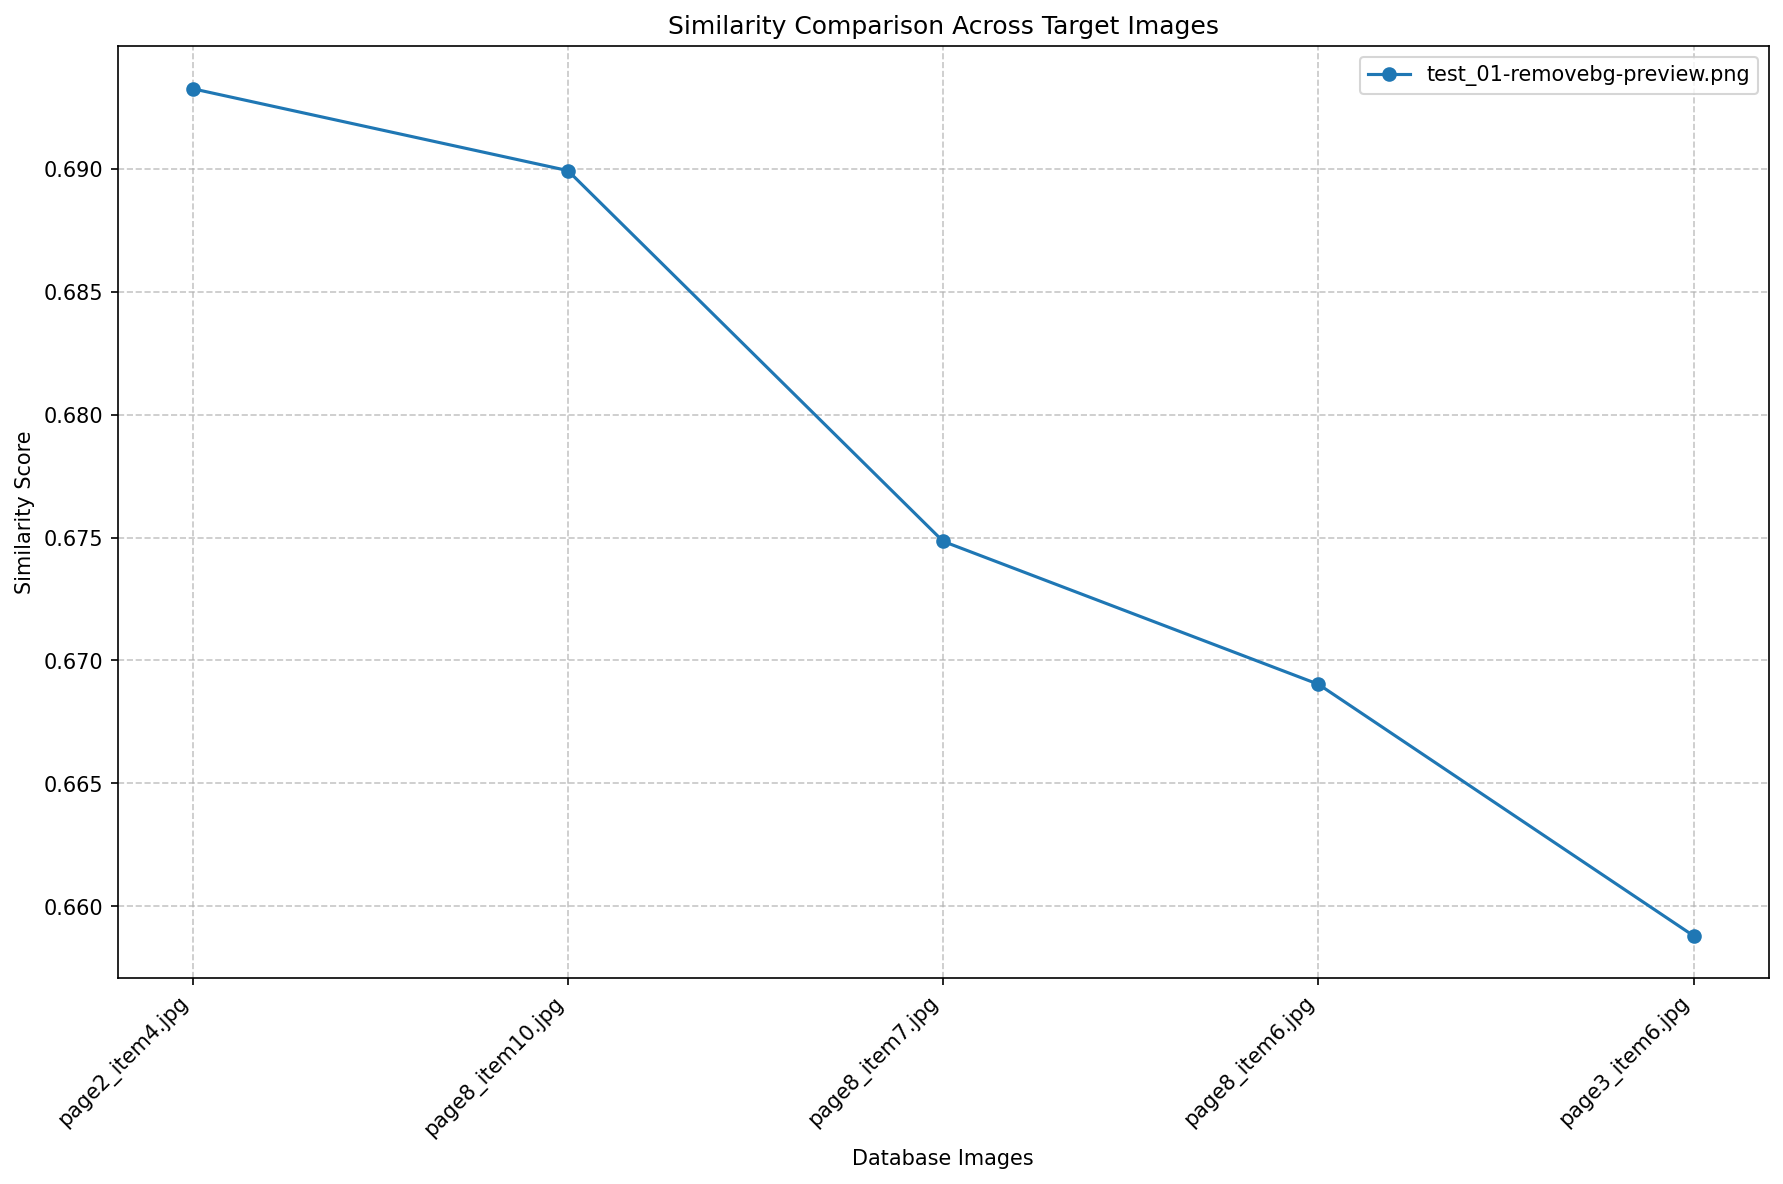 Similarity Comparison Across Target Images
test_01-removebg-preview.png
0.690
0.685
0.680
0.675
0.670
0.665
0.660
Similarity Score
page2_item4.jpg
page8_item10.jpg
page8_item7.jpg
page8_item6.jpg
page3_item6.jpg
Database Images